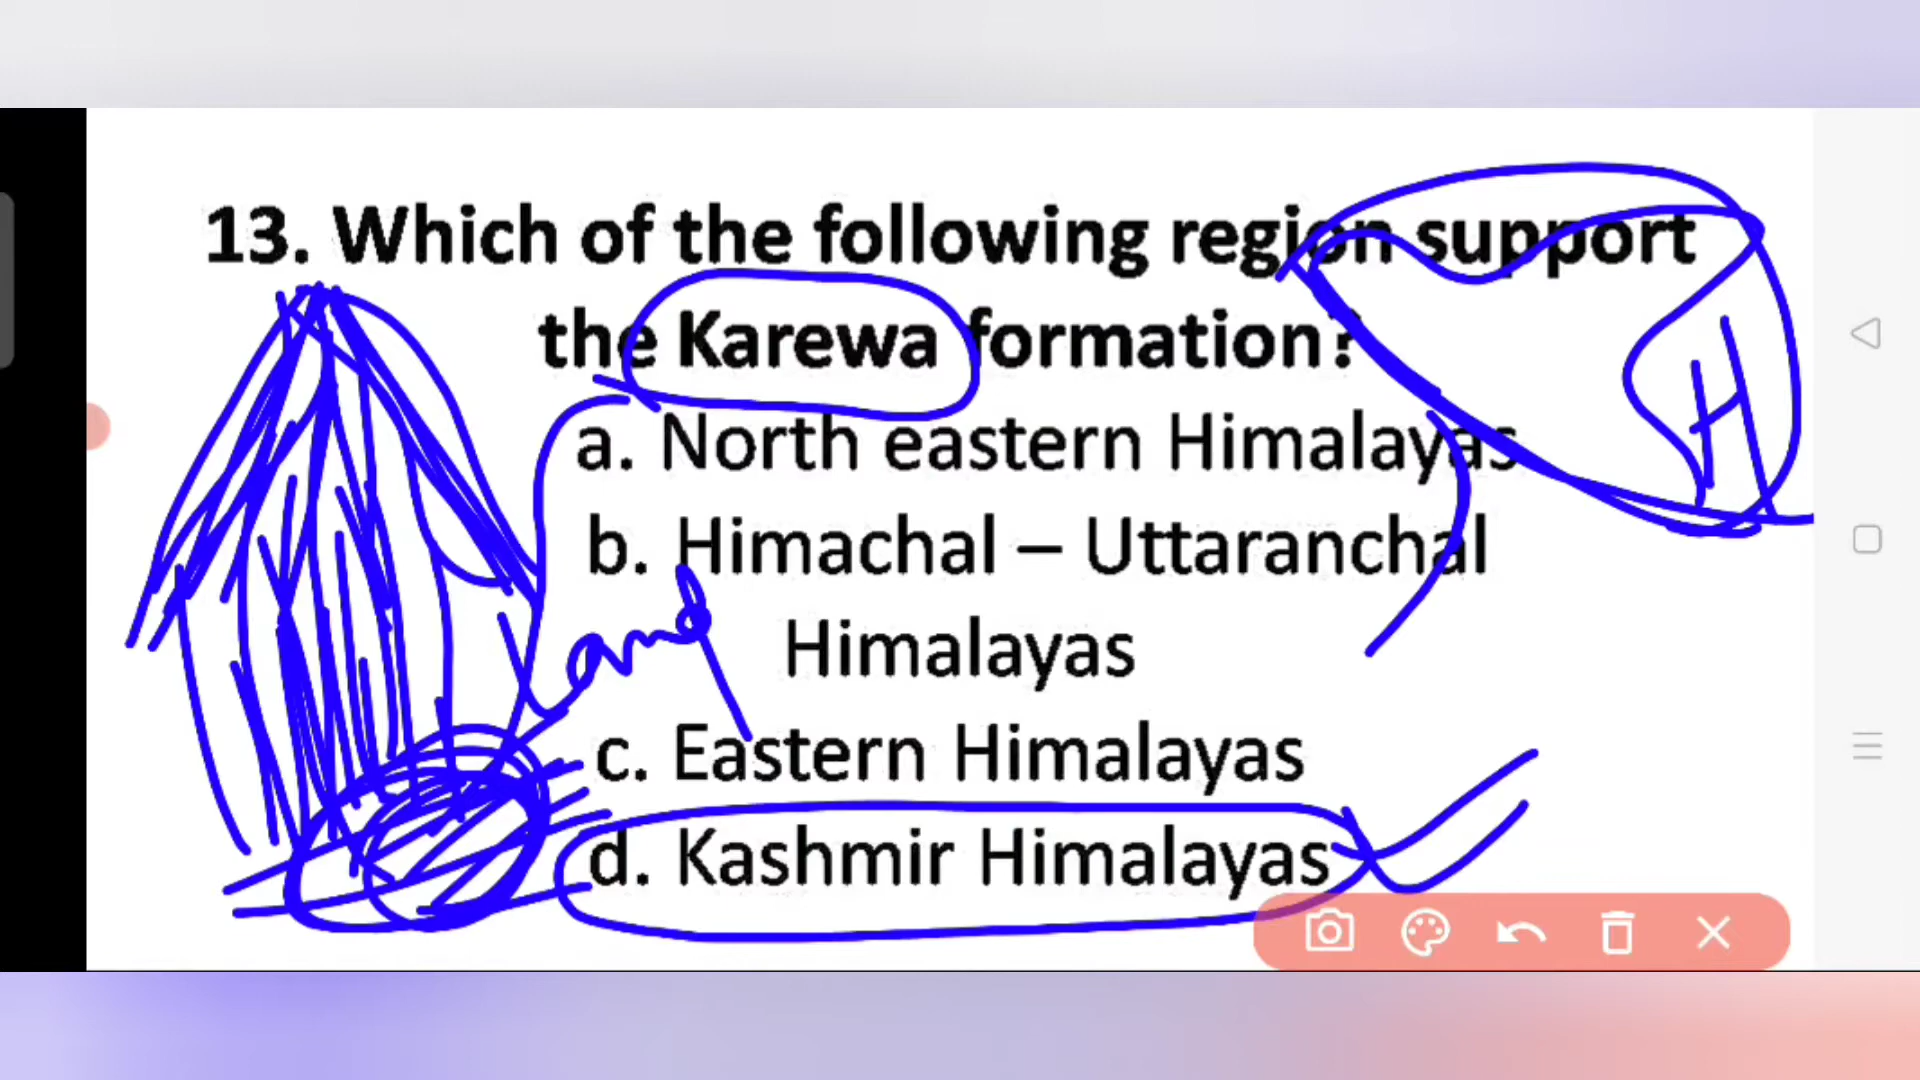 13. Which of the following region support
the Karewa formation?
a. North eastern Himalayas
b. Himachal – Uttaranchal
Himalayas
and
c. Eastern Himalayas
d. Kashmir Himalayas
H